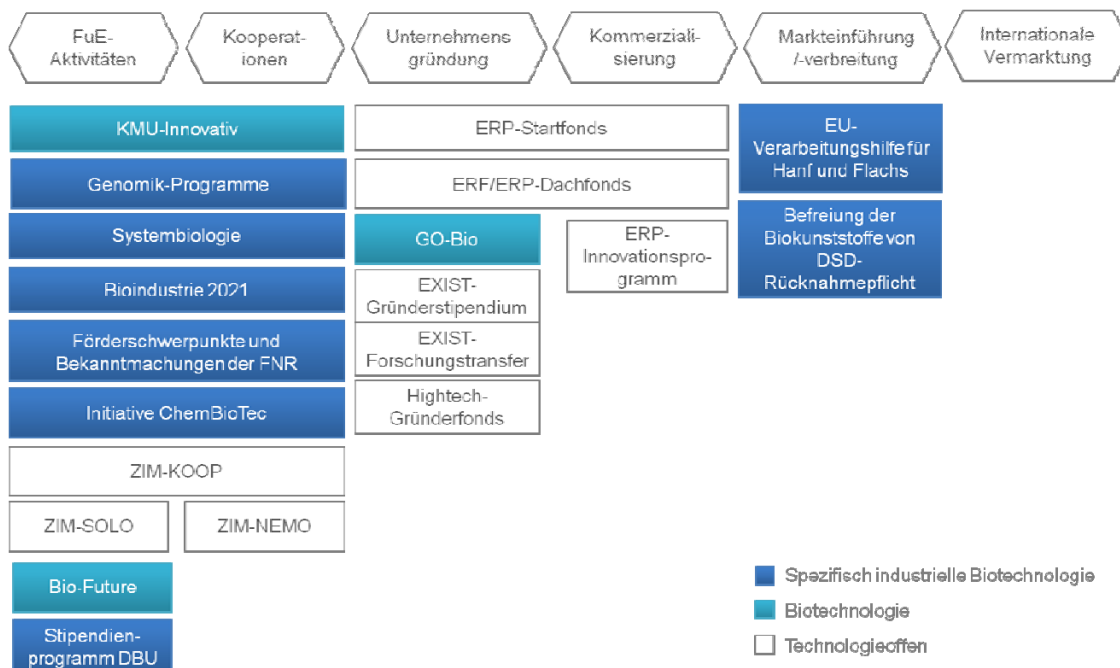 FuE-
Aktivitäten
Kooperat-
ionen
Unternehmens
gründung
Kommerziali-
sierung
Markteinführung
/-verbreitung
Internationale
Vermarktung
KMU-Innovativ
Genomik-Programme
Systembiologie
Bioindustrie 2021
Förderschwerpunkte und
Bekanntmachungen der FNR
Initiative ChemBioTec
ZIM-KOOP
ZIM-SOLO
ZIM-NEMO
Bio-Future
Stipendien-
programm DBU
ERP-Startfonds
ERF/ERP-Dachfonds
GO-Bio
EXIST-
Gründerstipendium
EXIST-
Forschungstransfer
Hightech-
Gründerfonds
ERP-
Innovationspro-
gramm
EU-
Verarbeitungshilfe für
Hanf und Flachs
Befreiung der
Biokunststoffe von
DSD-
Rücknahmepflicht
Spezifisch industrielle Biotechnologie
Biotechnologie
Technologieoffen